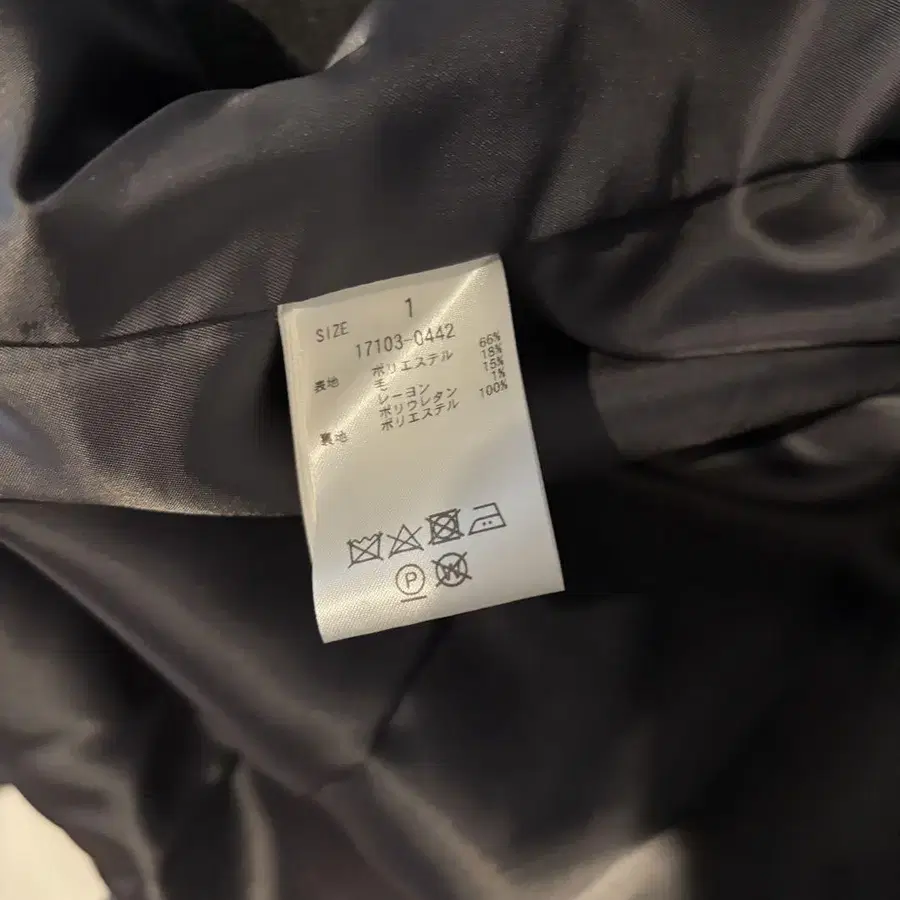 SIZE 1
17103-0442
表地 ポリエステル 66%
毛 18%
レーヨン 15%
ポリウレタン 1%
裏地 ポリエステル 100%
P W